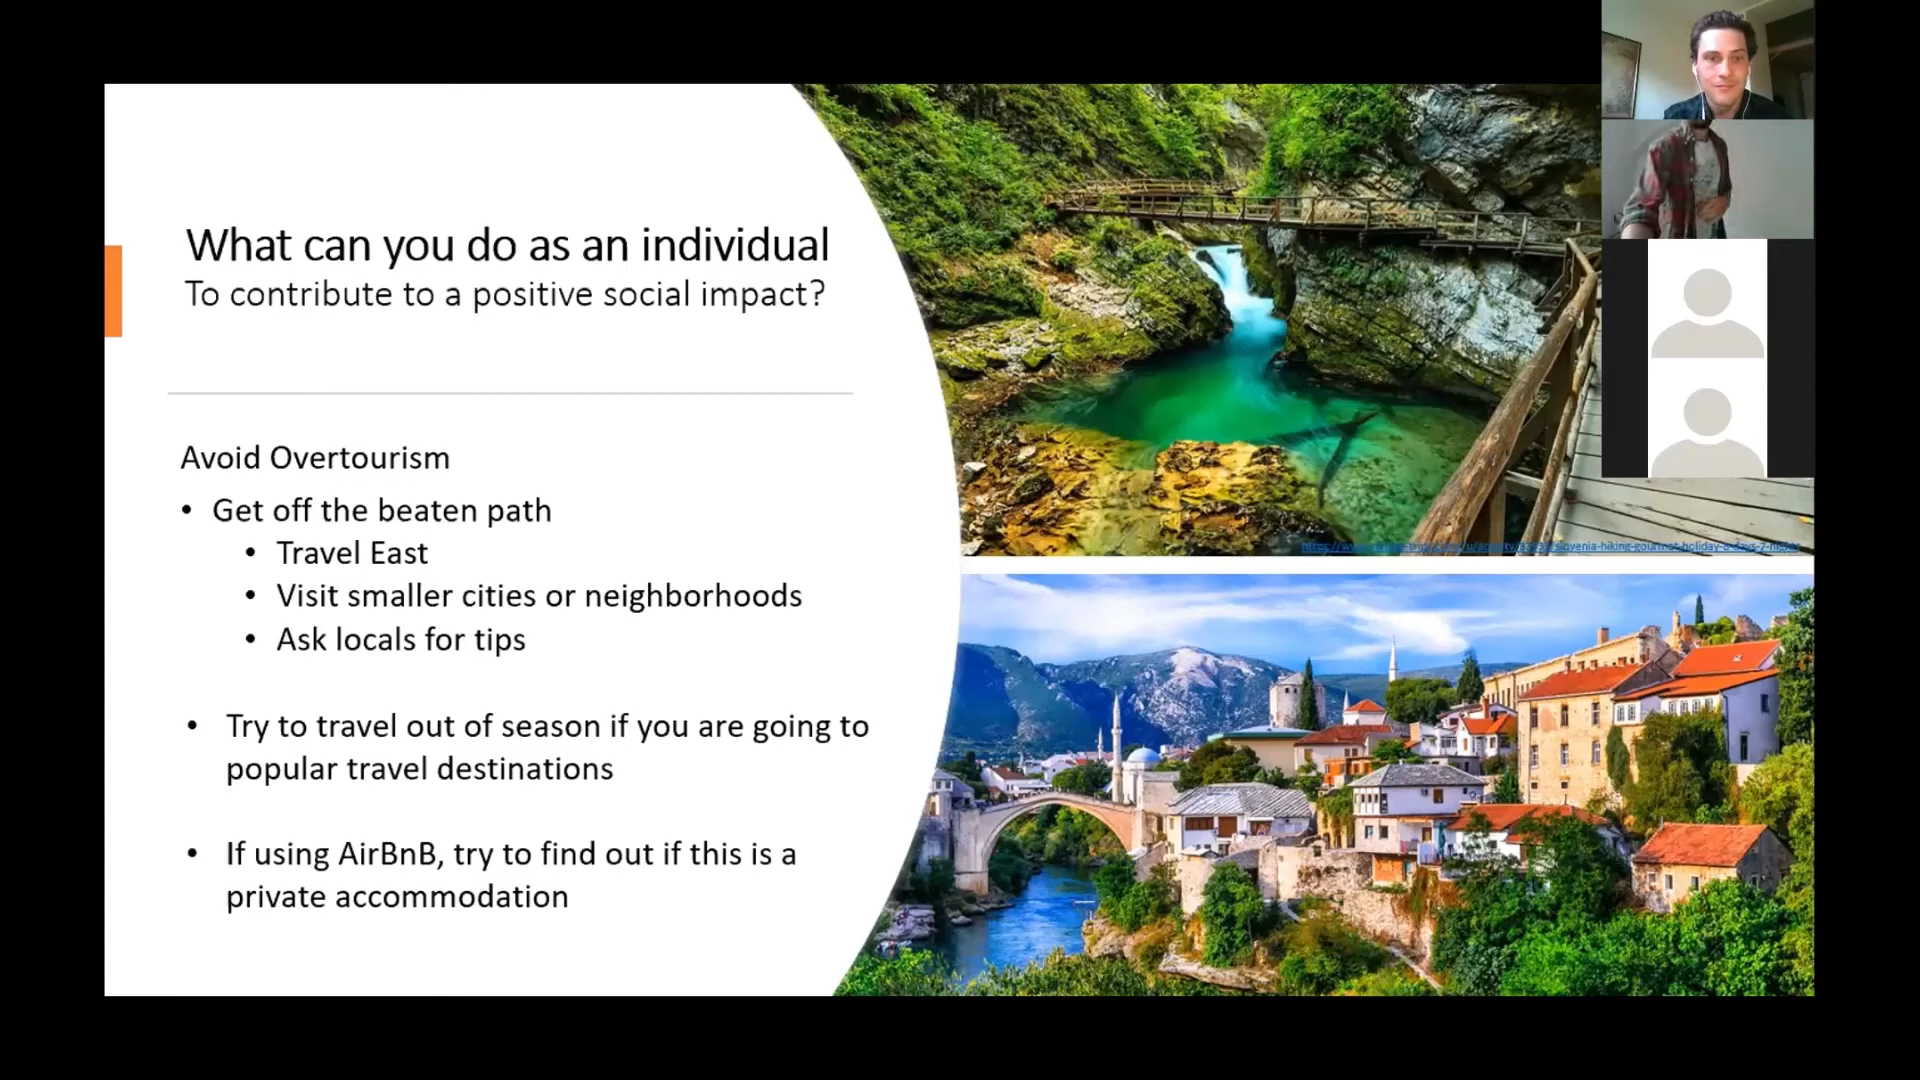 What can you do as an individual
To contribute to a positive social impact?
Avoid Overtourism
• Get off the beaten path
• Travel East
• Visit smaller cities or neighborhoods
• Ask locals for tips
• Try to travel out of season if you are going to
popular travel destinations
• If using AirBnB, try to find out if this is a
private accommodation